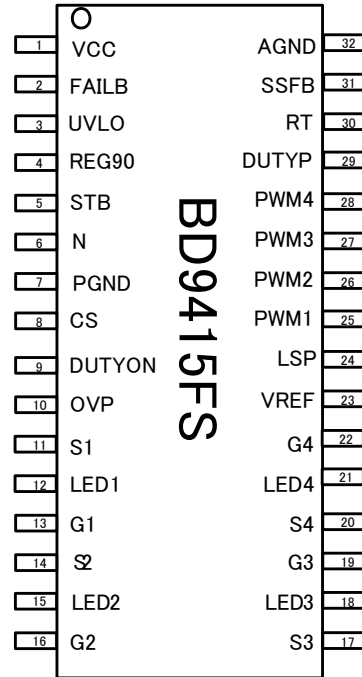 1 VCC AGND 32
2 FAILB SSFB 31
3 UVLO RT 30
4 REG90 DUTYP 29
5 STB PWM4 28
6 N PWM3 27
7 PGND PWM2 26
8 CS PWM1 25
9 DUTYON LSP 24
10 OVP VREF 23
11 S1 G4 22
12 LED1 LED4 21
13 G1 S4 20
14 S2 G3 19
15 LED2 LED3 18
16 G2 S3 17
BD9415FS